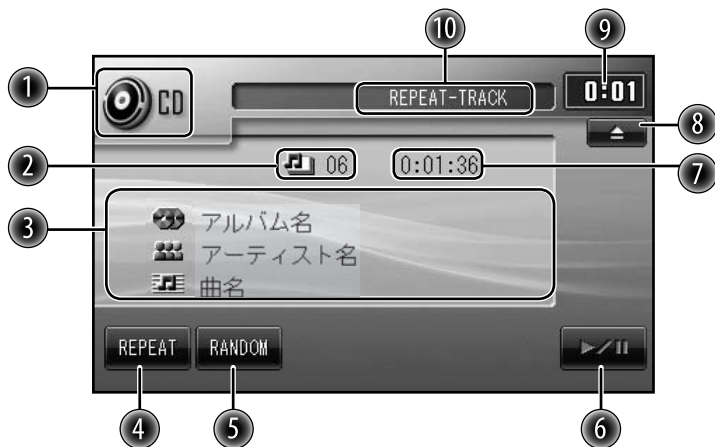 ⑩ ⑨
① CD REPEAT-TRACK 0:01
⑧
② 06 0:01:36 ⑦
③ アルバム名
アーティスト名
曲名
REPEAT RANDOM
④ ⑤ ⑥